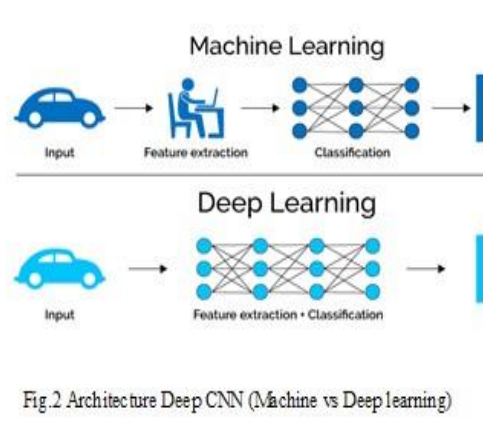 Machine Learning
Input
Feature extraction
Classification
Deep Learning
Input
Feature extraction + Classification
Fig.2 Architecture Deep CNN (Machine vs Deep learning)